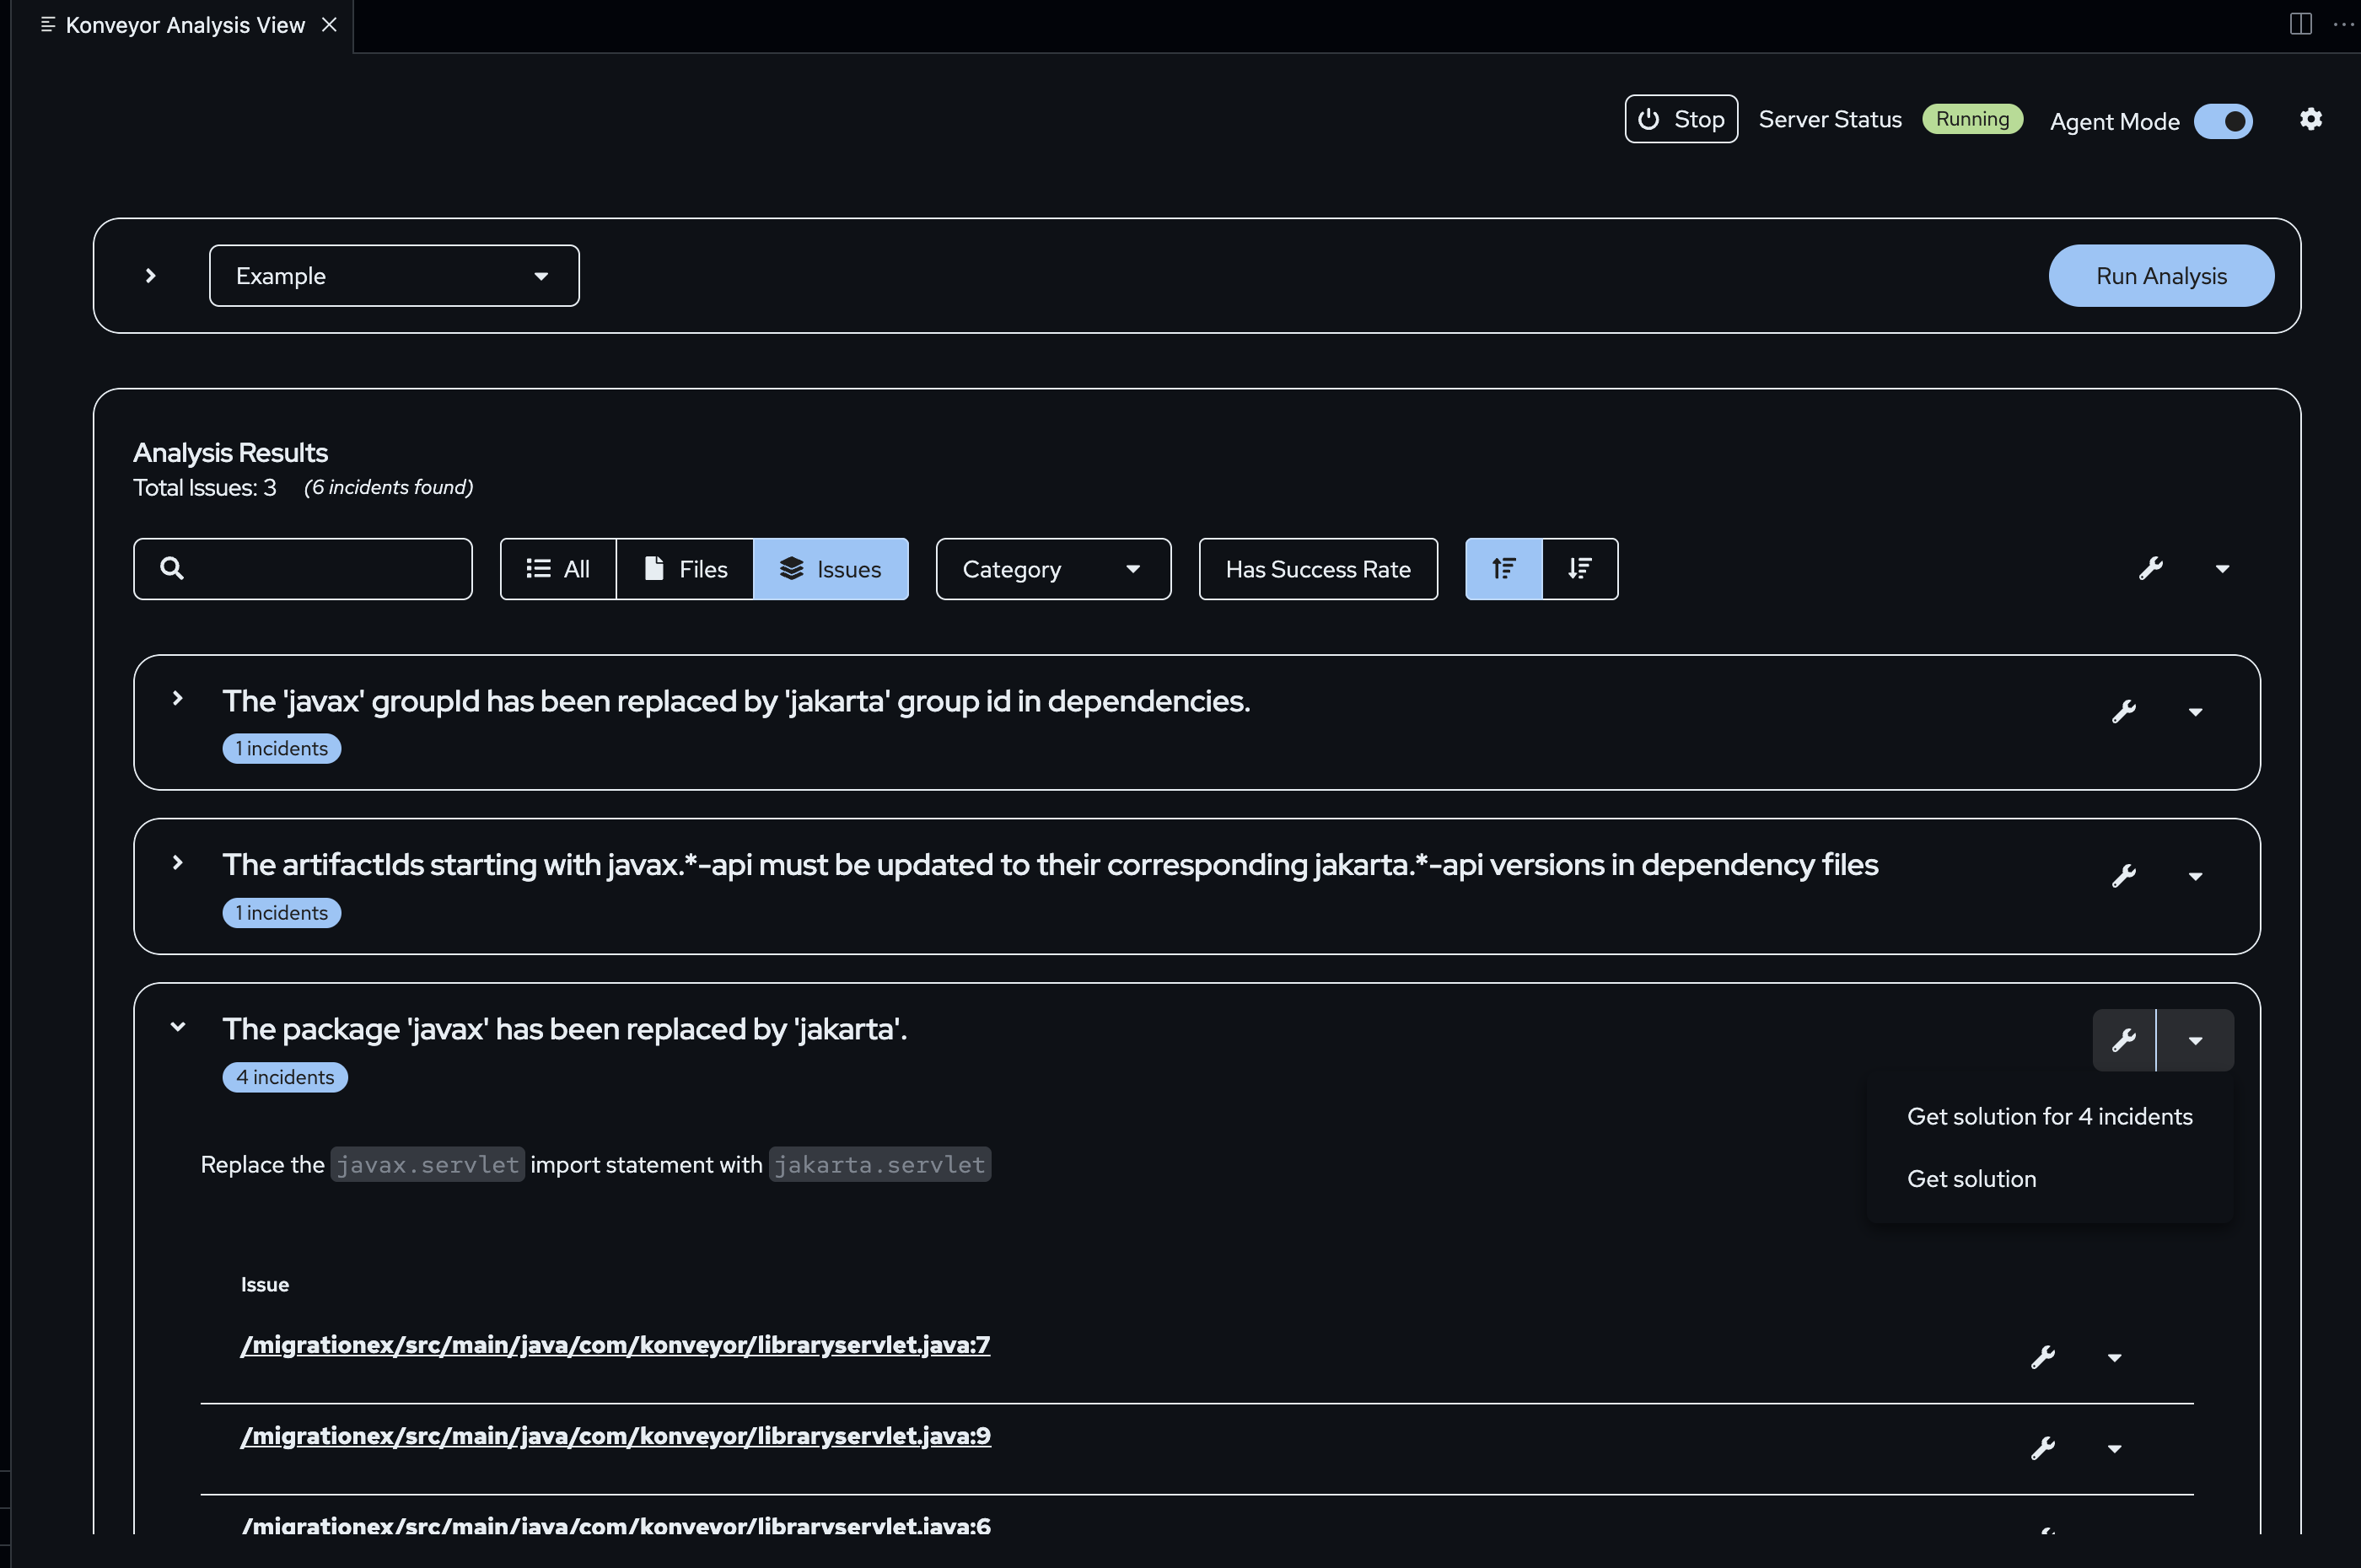 Konveyor Analysis View
Stop Server Status Running Agent Mode
Example Run Analysis
Analysis Results
Total Issues: 3 (6 incidents found)
All Files Issues Category Has Success Rate
The 'javax' groupId has been replaced by 'jakarta' group id in dependencies.
1 incidents
The artifactIds starting with javax.*-api must be updated to their corresponding jakarta.*-api versions in dependency files
1 incidents
The package 'javax' has been replaced by 'jakarta'.
4 incidents
Get solution for 4 incidents
Replace the javax.servlet import statement with jakarta.servlet
Get solution
Issue
/migrationex/src/main/java/com/konveyor/libraryservlet.java:7
/migrationex/src/main/java/com/konveyor/libraryservlet.java:9
/migrationex/src/main/java/com/konveyor/libraryservlet.java:6